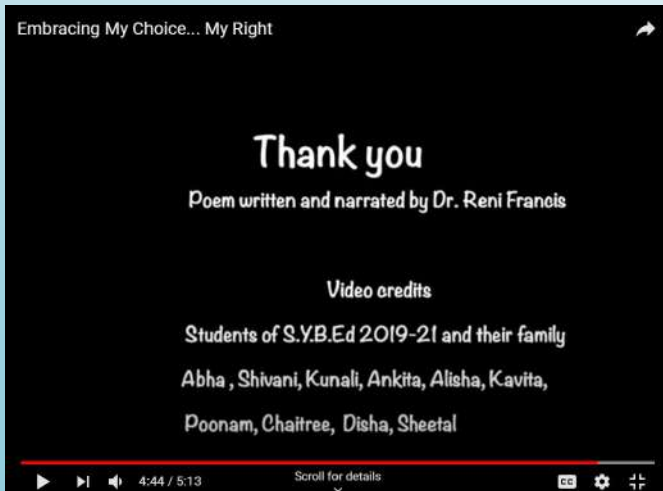 Embracing My Choice... My Right
Thank you
Poem written and narrated by Dr. Reni Francis
Video credits
Students of S.Y.B.Ed 2019-21 and their family
Abha , Shivani, Kunali, Ankita, Alisha, Kavita,
Poonam, Chaitree, Disha, Sheetal
4:44 / 5:13
Scroll for details
CC